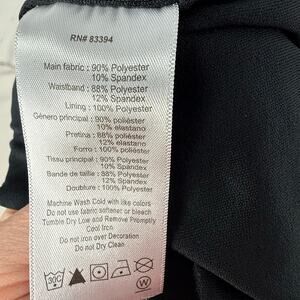 RN# 83394
Main fabric : 90% Polyester
10% Spandex
Waistband : 88% Polyester
12% Spandex
Lining : 100% Polyester
Género principal : 90% poliéster
10% elastano
Pretina : 88% poliéster
12% elastano
Forro : 100% poliéster
Tissu principal : 90% Polyester
10% Spandex
Bande de taille : 88% Polyester
12% Spandex
Doublure : 100% Polyester
Machine Wash Cold with like colors
Do not use fabric softener or bleach
Tumble Dry Low and Remove Promptly
Cool Iron
Do not iron over Decoration
Do not Dry Clean